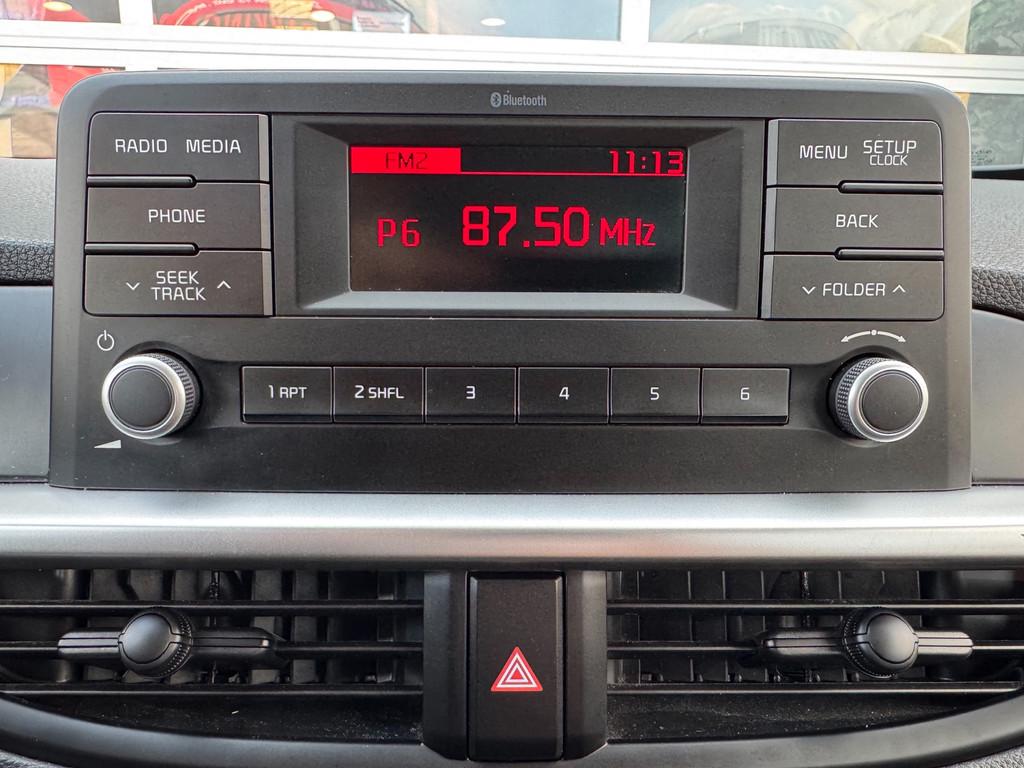 Bluetooth
RADIO MEDIA
PHONE
SEEK
TRACK
FM2 11:13
P6 87.50 MHz
MENU SETUP
CLOCK
BACK
FOLDER
1 RPT
2 SHFL
3
4
5
6